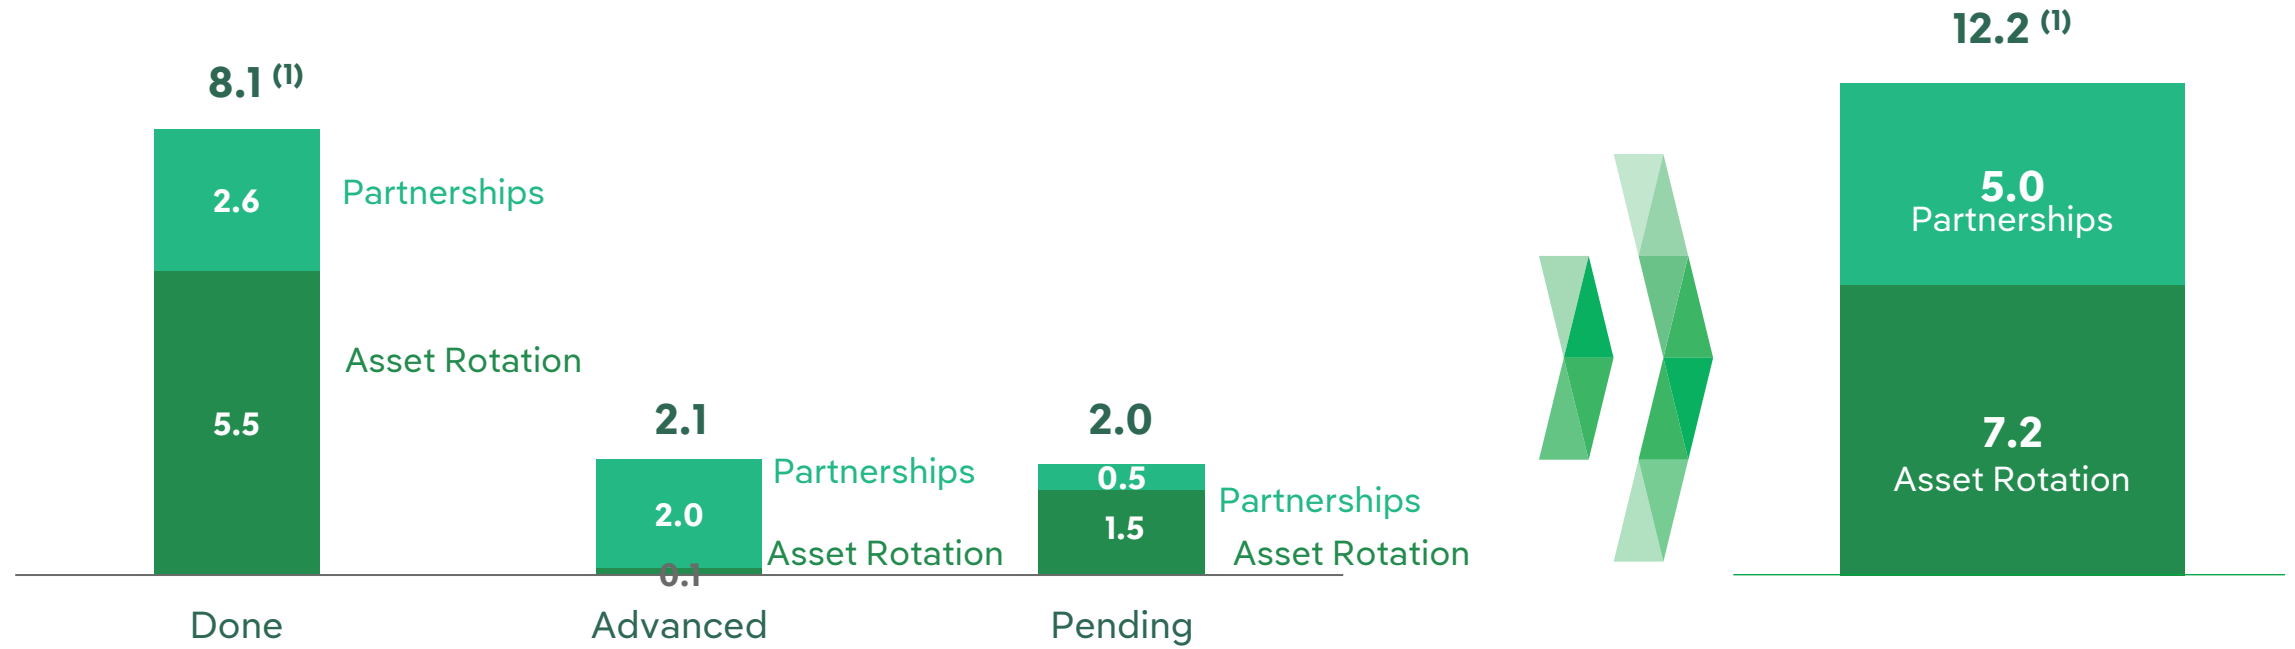 8.1 (1)
2.6
Partnerships
5.5
Asset Rotation
Done
2.1
2.0
Partnerships
0.1
Asset Rotation
Advanced
2.0
0.5
Partnerships
1.5
Asset Rotation
Pending
12.2 (1)
5.0
Partnerships
7.2
Asset Rotation